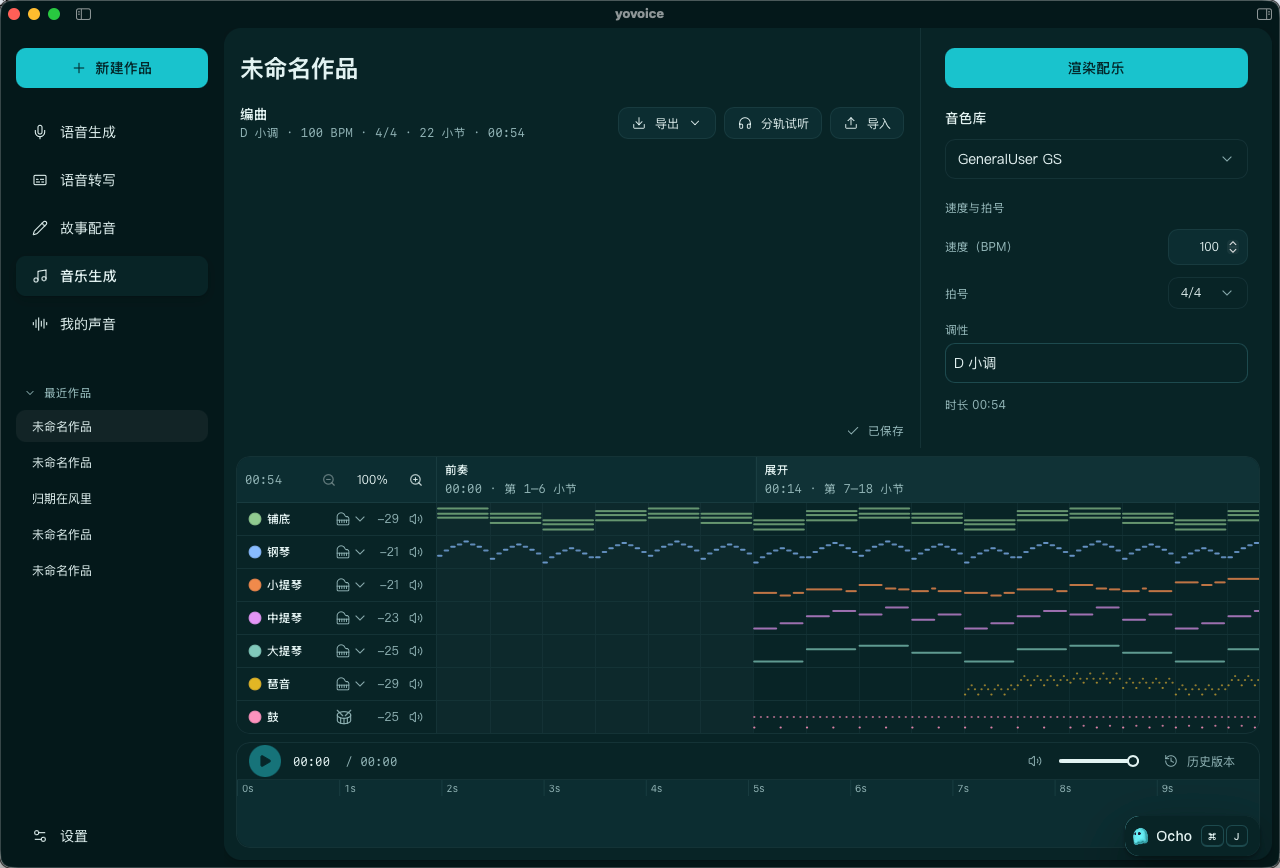 yovoice
新建作品
语音生成
语音转写
故事配音
音乐生成
我的声音
最近作品
未命名作品
未命名作品
归期在风里
未命名作品
未命名作品
设置
未命名作品
编曲
D 小调 · 100 BPM · 4/4 · 22 小节 · 00:54
导出
分轨试听
导入
已保存
渲染配乐
音色库
GeneralUser GS
速度与拍号
速度（BPM） 100
拍号 4/4
调性
D 小调
时长 00:54
00:54 100%
前奏
00:00 · 第 1–6 小节
展开
00:14 · 第 7–18 小节
铺底 −29
钢琴 −21
小提琴 −21
中提琴 −23
大提琴 −25
琶音 −29
鼓 −25
00:00 / 00:00
历史版本
0s 1s 2s 3s 4s 5s 6s 7s 8s 9s
Ocho ⌘ J